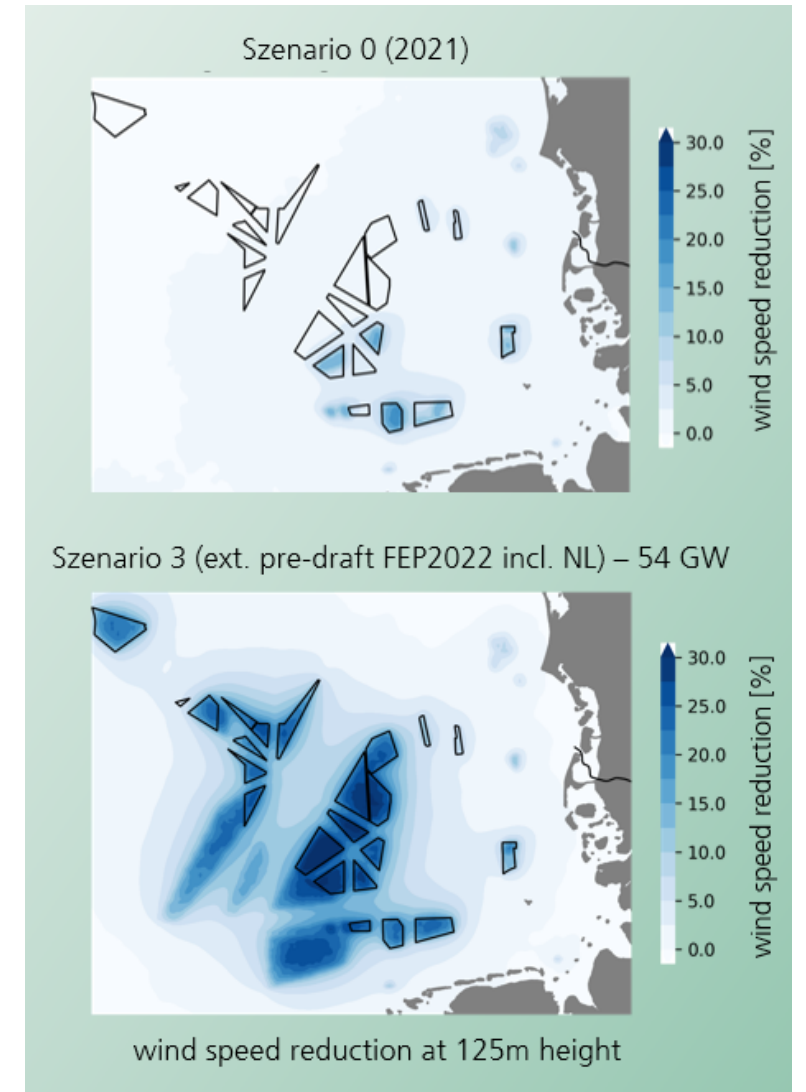 Szenario 0 (2021)
30.0
25.0
20.0
15.0
10.0
5.0
0.0
wind speed reduction [%]
Szenario 3 (ext. pre-draft FEP2022 incl. NL) – 54 GW
30.0
25.0
20.0
15.0
10.0
5.0
0.0
wind speed reduction [%]
wind speed reduction at 125m height